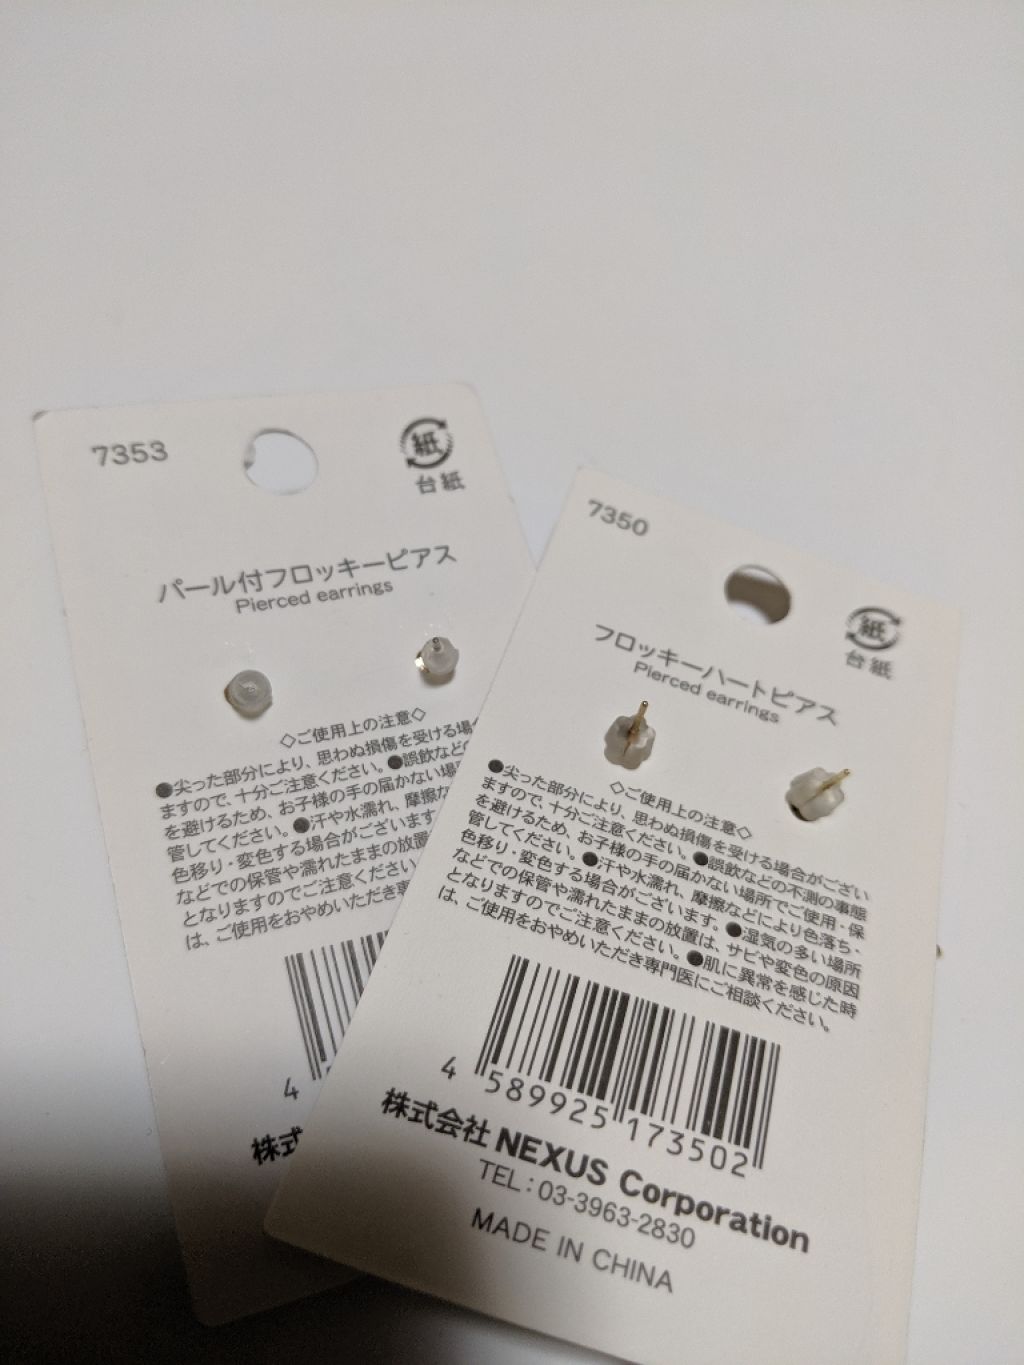 7353
紙
台紙
パール付フロッキーピアス
Pierced earrings
◇ご使用上の注意◇
●尖った部分により、思わぬ損傷を受ける場合
ますので、十分ご注意ください。●誤飲などの
を避けるため、お子様の手の届かない場所
管してください。●汗や水濡れ、摩擦な
色移り・変色する場合がございます
などでの保管や濡れたままの放置
となりますのでご注意ください
は、ご使用をおやめいただき専
4
株式
7350
紙
台紙
フロッキーハートピアス
Pierced earrings
◇ご使用上の注意◇
●尖った部分により、思わぬ損傷を受ける場合がござい
ますので、十分ご注意ください。●誤飲などの不測の事態
を避けるため、お子様の手の届かない場所でご使用・保
管してください。●汗や水濡れ、摩擦などにより色落ち・
色移り・変色する場合がございます。●湿気の多い場所
などでの保管や濡れたままの放置は、サビや変色の原因
となりますのでご注意ください。●肌に異常を感じた時
は、ご使用をおやめいただき専門医にご相談ください。
4 589925 173502
株式会社 NEXUS Corporation
TEL：03-3963-2830
MADE IN CHINA